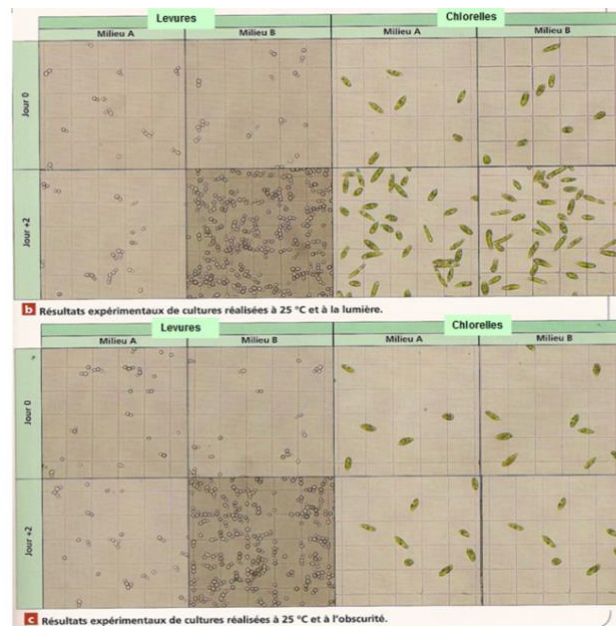 Levures Chlorelles
Milieu A Milieu B Milieu A Milieu B
Jour 0
Jour +2
b Résultats expérimentaux de cultures réalisées à 25 °C et à la lumière.
Levures Chlorelles
Milieu A Milieu B Milieu A Milieu B
Jour 0
Jour +2
c Résultats expérimentaux de cultures réalisées à 25 °C et à l'obscurité.